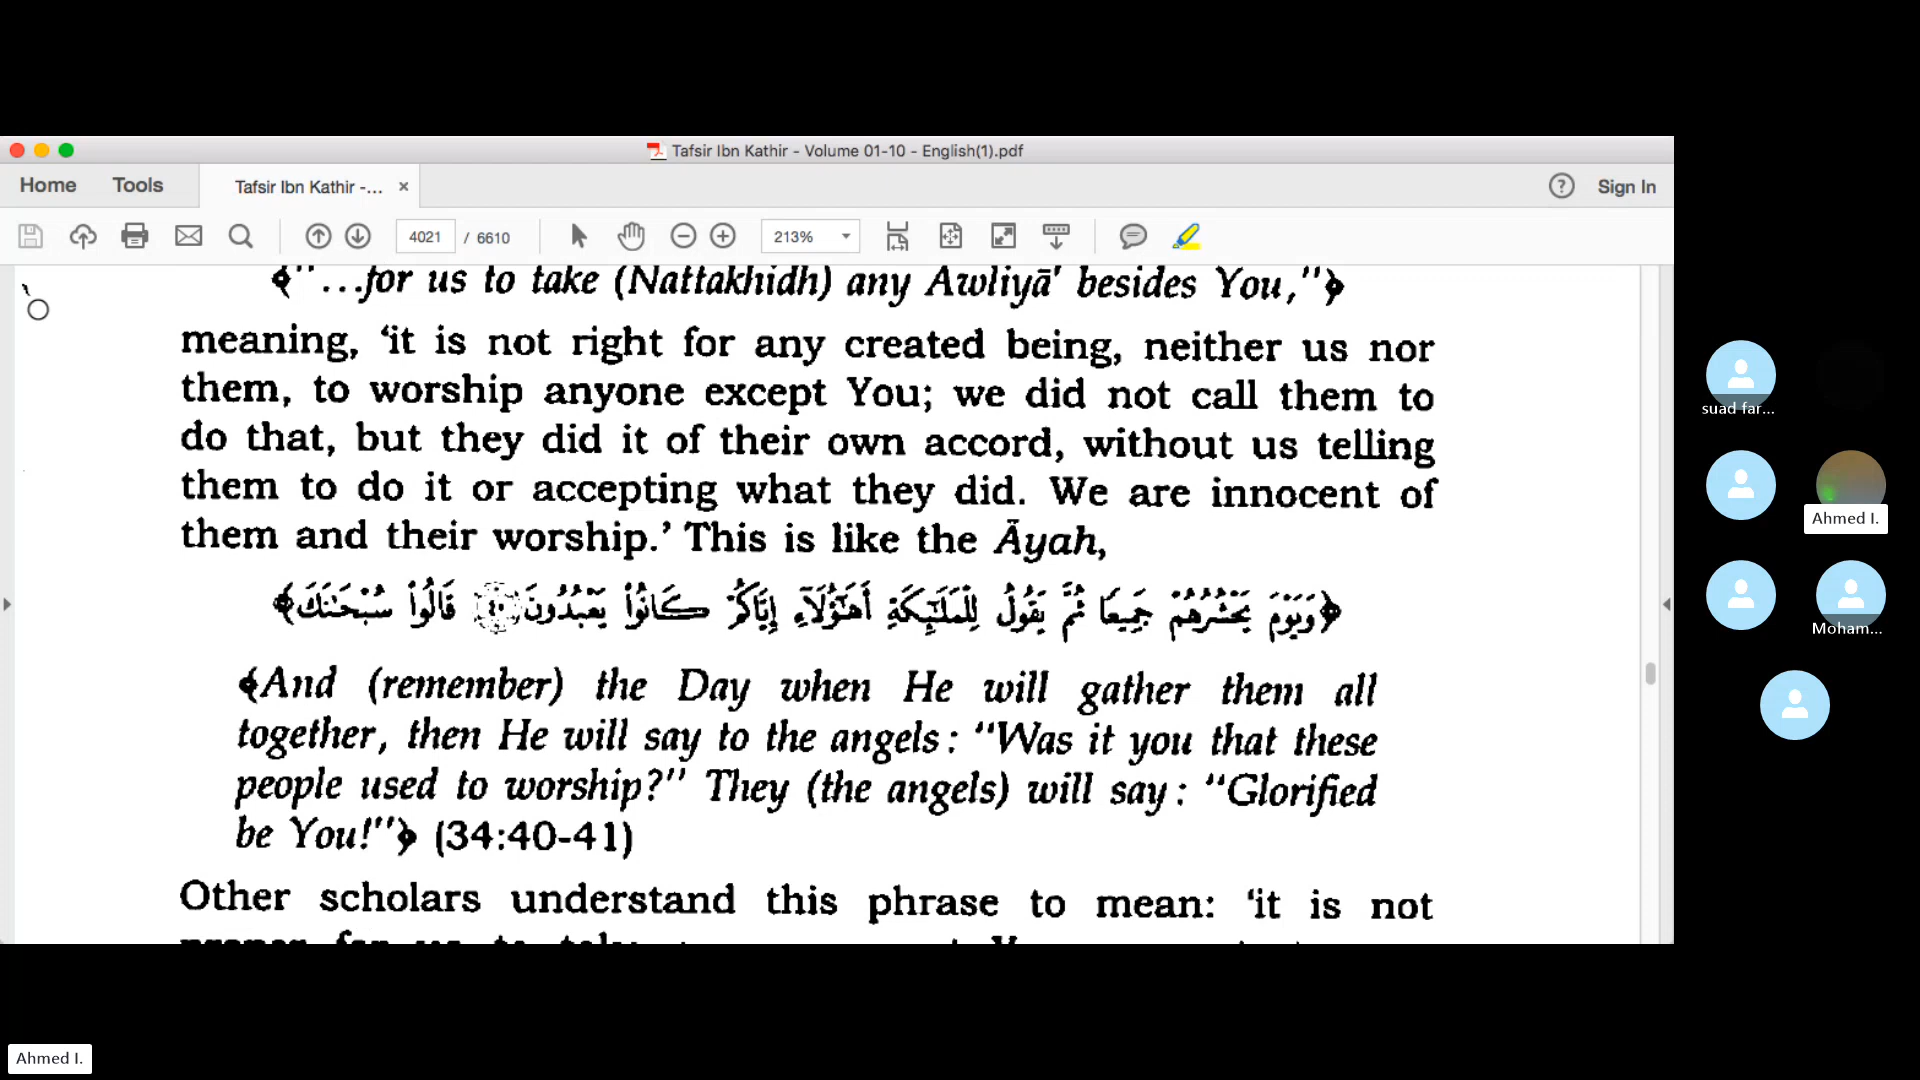 Tafsir Ibn Kathir - Volume 01-10 - English(1).pdf
Home Tools Tafsir Ibn Kathir -... × ? Sign In
4021 / 6610 213%
"...for us to take (Nattakhidh) any Awliyā' besides You,"
meaning, 'it is not right for any created being, neither us nor
them, to worship anyone except You; we did not call them to
do that, but they did it of their own accord, without us telling
them to do it or accepting what they did. We are innocent of
them and their worship.' This is like the Āyah,
﴿وَيَوْمَ يَحْشُرُهُمْ جَمِيعًا ثُمَّ يَقُولُ لِلْمَلَٰٓئِكَةِ أَهَٰٓؤُلَآءِ إِيَّاكُمْ كَانُوا۟ يَعْبُدُونَ ٤٠ قَالُوا۟ سُبْحَٰنَكَ﴾
And (remember) the Day when He will gather them all
together, then He will say to the angels: "Was it you that these
people used to worship?" They (the angels) will say: "Glorified
be You!" (34:40-41)
Other scholars understand this phrase to mean: 'it is not
suad far...
Ahmed I.
Moham...
Ahmed I.